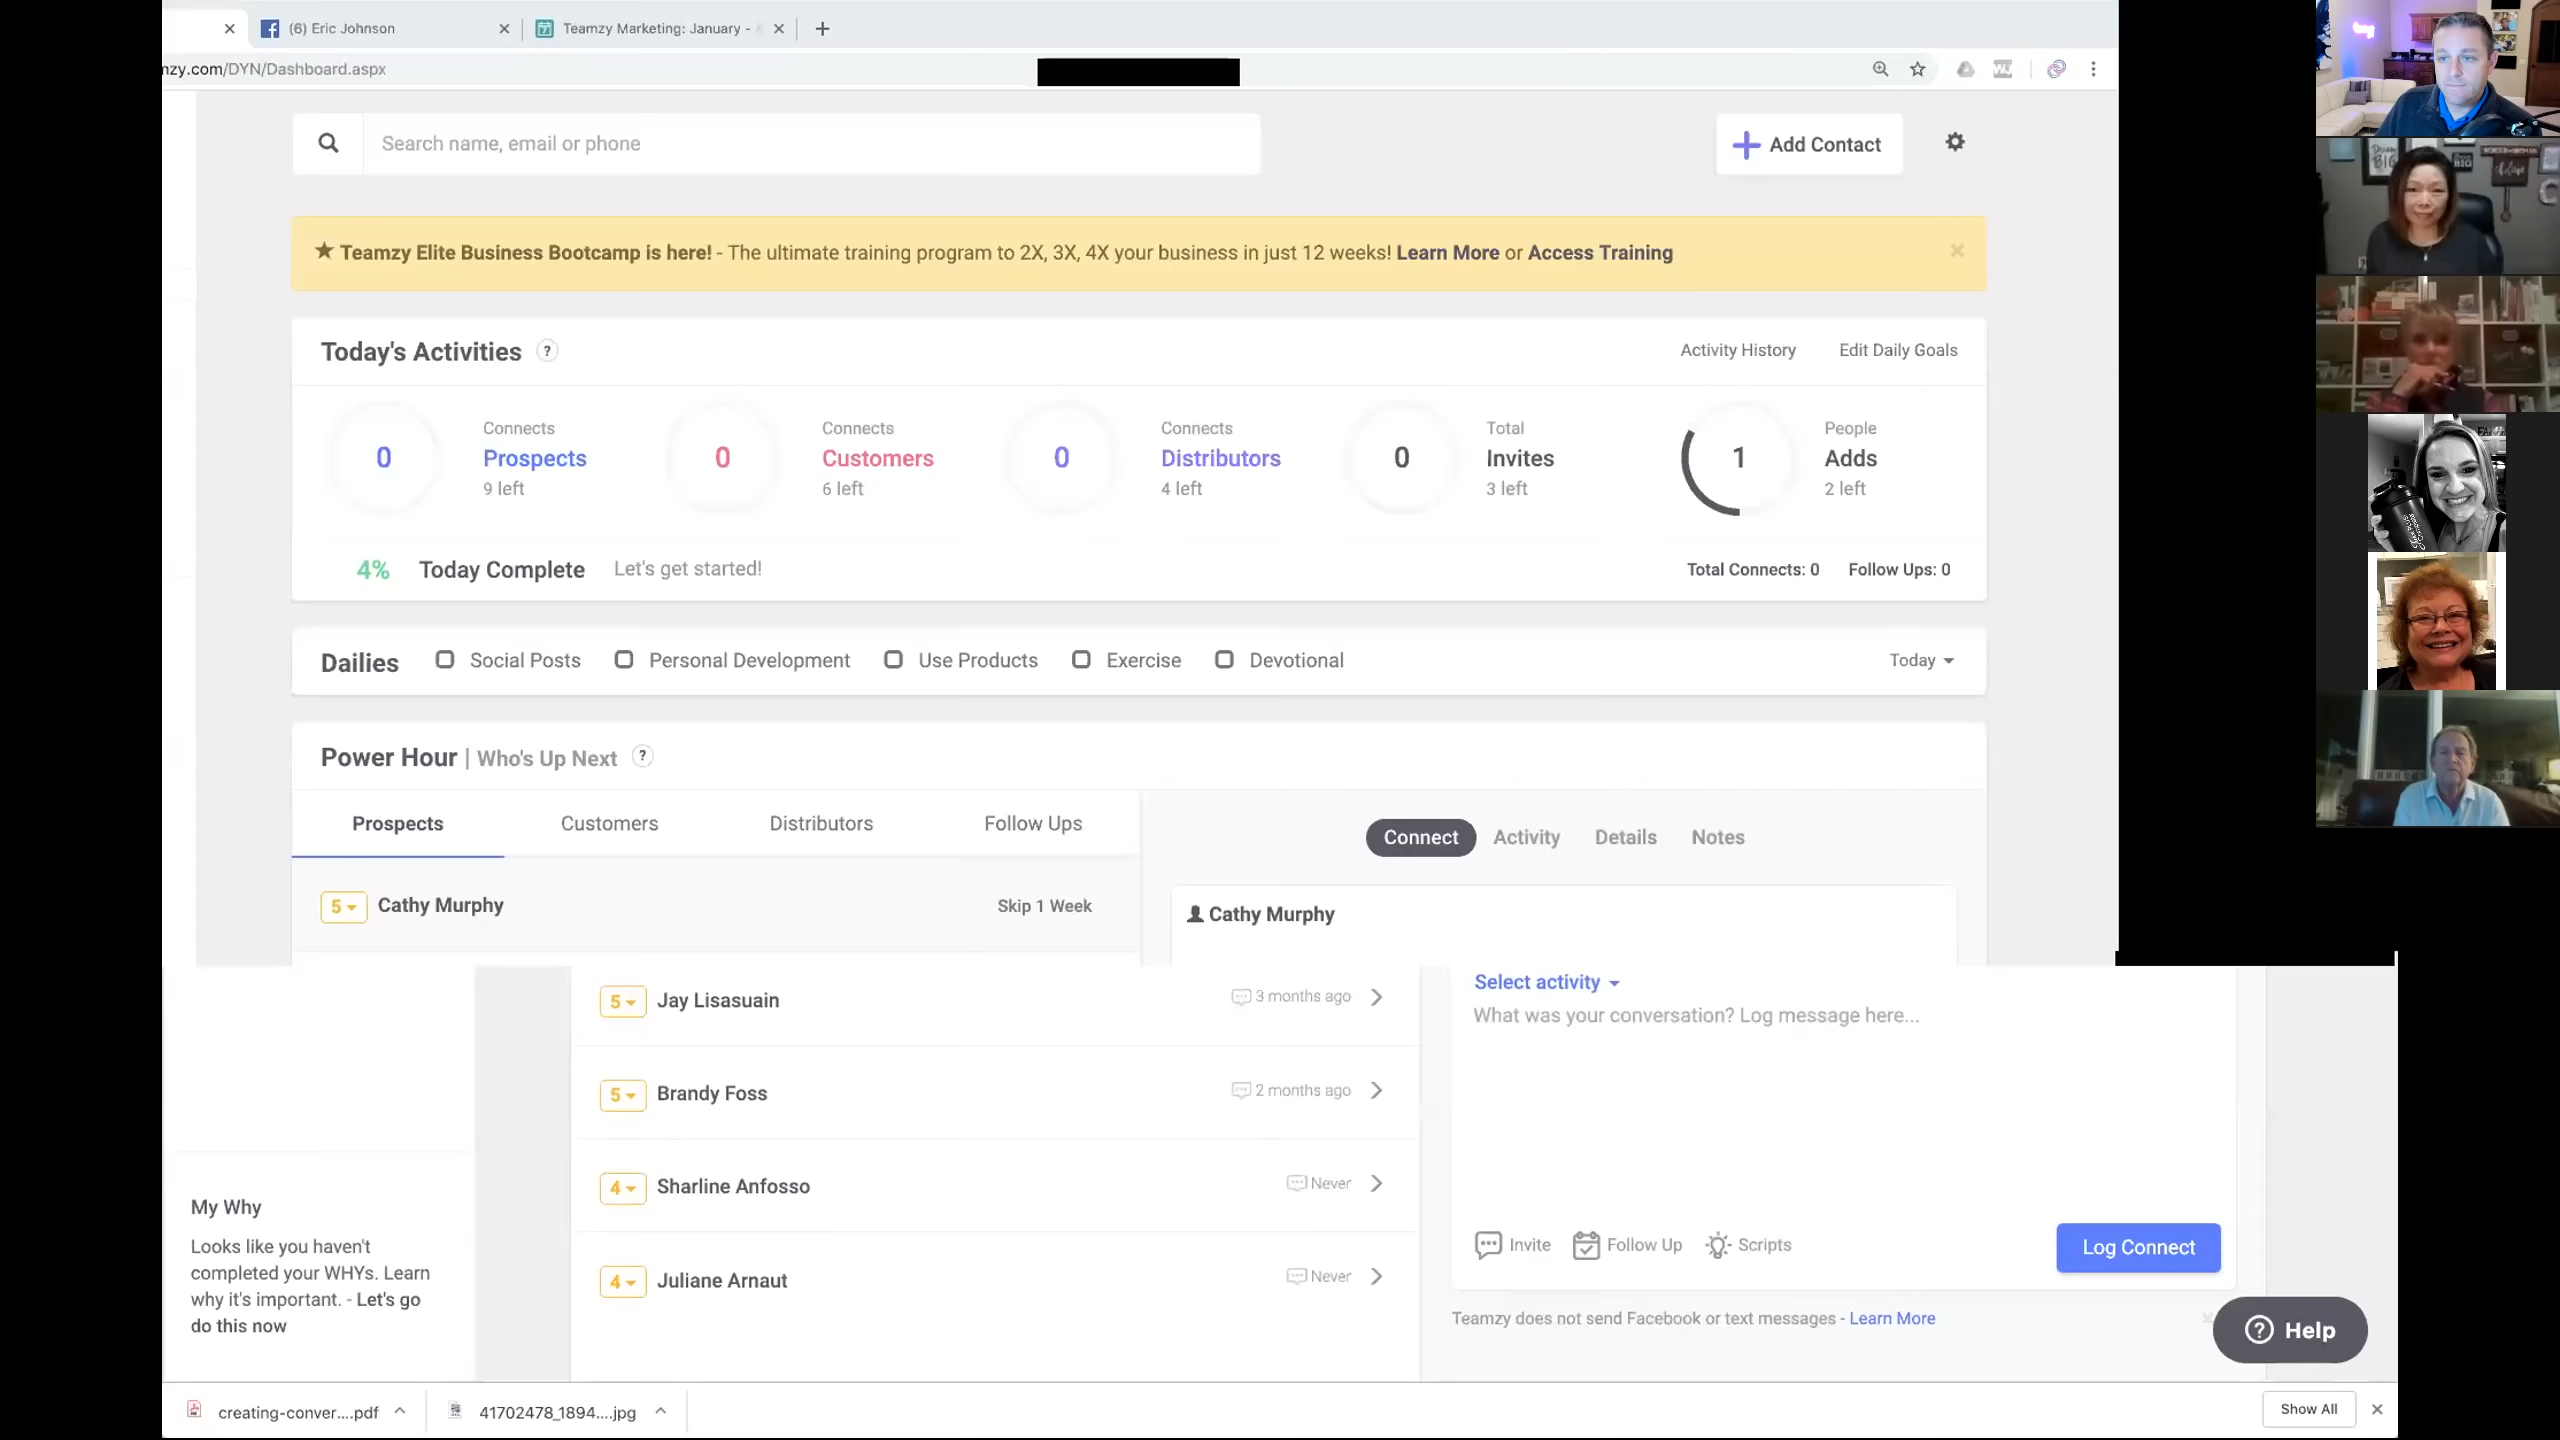 (6) Eric Johnson
Teamzy Marketing: January -
mzy.com/DYN/Dashboard.aspx
Search name, email or phone
Add Contact
★ Teamzy Elite Business Bootcamp is here! - The ultimate training program to 2X, 3X, 4X your business in just 12 weeks! Learn More or Access Training
Today's Activities ?
Activity History
Edit Daily Goals
0 Connects Prospects 9 left
0 Connects Customers 6 left
0 Connects Distributors 4 left
0 Total Invites 3 left
1 People Adds 2 left
4% Today Complete Let's get started!
Total Connects: 0 Follow Ups: 0
Dailies Social Posts Personal Development Use Products Exercise Devotional Today
Power Hour | Who's Up Next ?
Prospects Customers Distributors Follow Ups
Connect Activity Details Notes
5 Cathy Murphy Skip 1 Week
Cathy Murphy
5 Jay Lisasuain 3 months ago
5 Brandy Foss 2 months ago
4 Sharline Anfosso Never
4 Juliane Arnaut Never
Select activity
What was your conversation? Log message here...
Invite Follow Up Scripts
Log Connect
Teamzy does not send Facebook or text messages - Learn More
? Help
My Why
Looks like you haven't
completed your WHYs. Learn
why it's important. - Let's go
do this now
creating-conver....pdf
41702478_1894....jpg
Show All